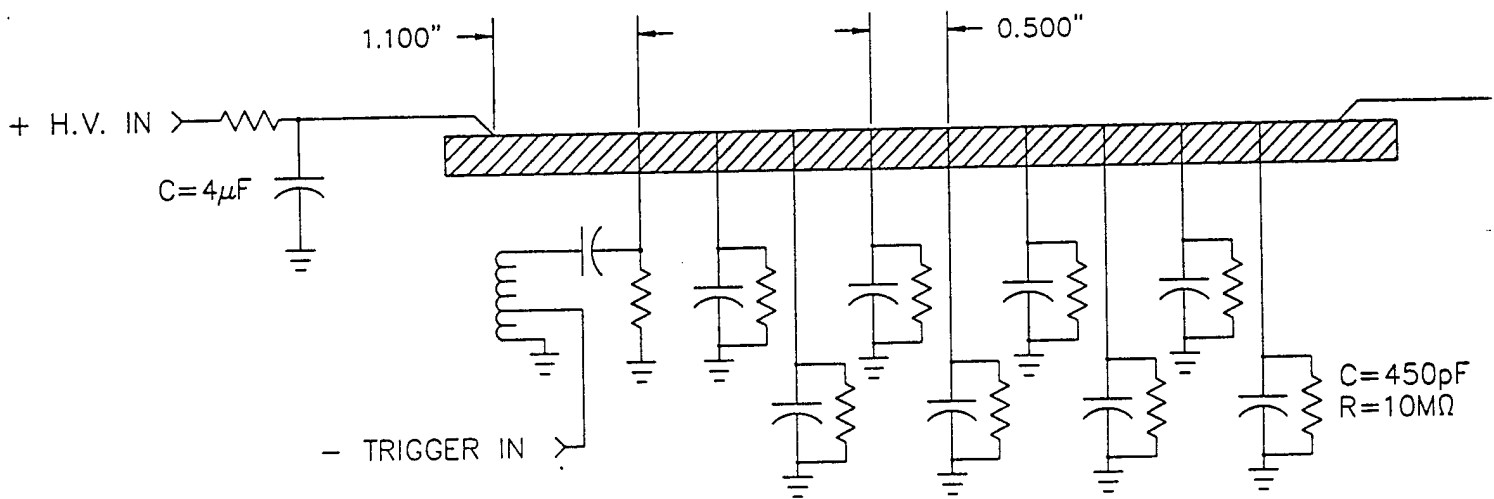 1.100"
0.500"
+ H.V. IN
C=4μF
C=450pF
R=10MΩ
- TRIGGER IN